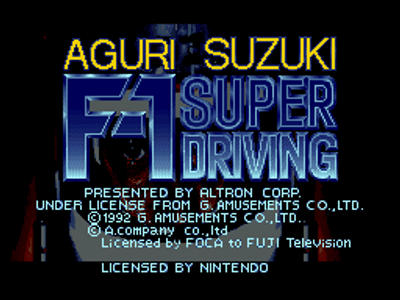 AGURI SUZUKI
F-1 SUPER
DRIVING
PRESENTED BY ALTRON CORP.
UNDER LICENSE FROM G.AMUSEMENTS CO.,LTD.
©1992 G.AMUSEMENTS CO.,LTD.
©A.company co.,ltd
Licensed by FOCA to FUJI Television
LICENSED BY NINTENDO